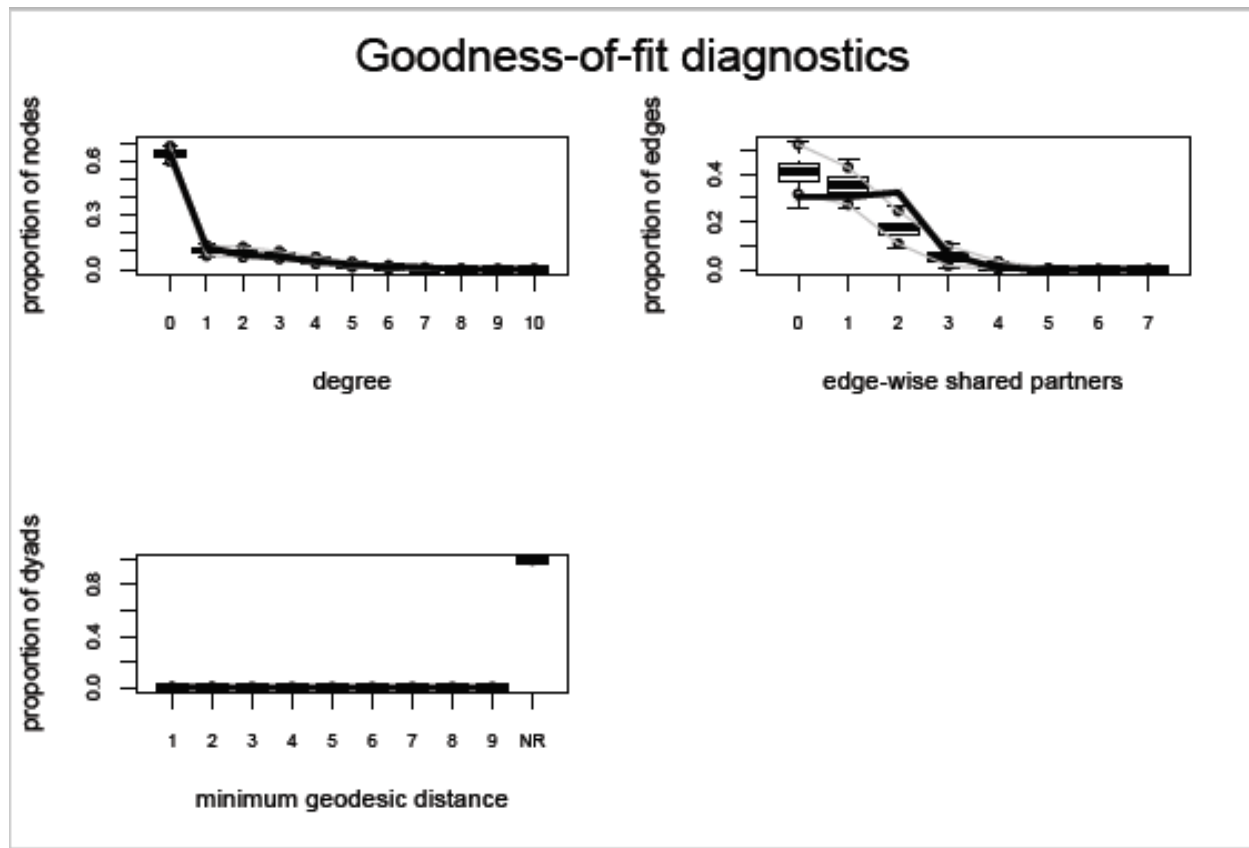 Goodness-of-fit diagnostics
proportion of nodes
0.6
0.3
0.0
0 1 2 3 4 5 6 7 8 9 10
degree
proportion of edges
0.4
0.2
0.0
0 1 2 3 4 5 6 7
edge-wise shared partners
proportion of dyads
0.8
0.4
0.0
1 2 3 4 5 6 7 8 9 NR
minimum geodesic distance